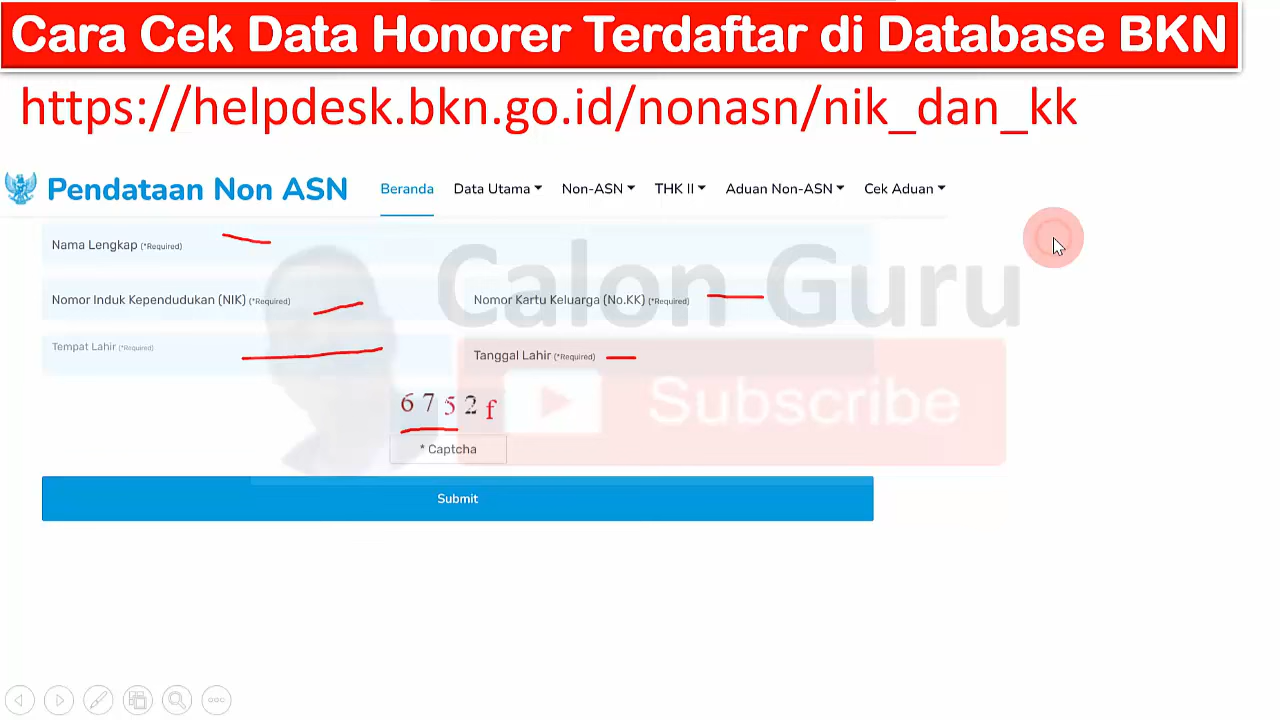 Cara Cek Data Honorer Terdaftar di Database BKN
https://helpdesk.bkn.go.id/nonasn/nik_dan_kk
Pendataan Non ASN Beranda Data Utama Non-ASN THK II Aduan Non-ASN Cek Aduan
Nama Lengkap (*Required)
Calon Guru
Nomor Induk Kependudukan (NIK) (*Required) Nomor Kartu Keluarga (No.KK) (*Required)
Tempat Lahir (*Required) Tanggal Lahir (*Required)
6752f
Subscribe
* Captcha
Submit